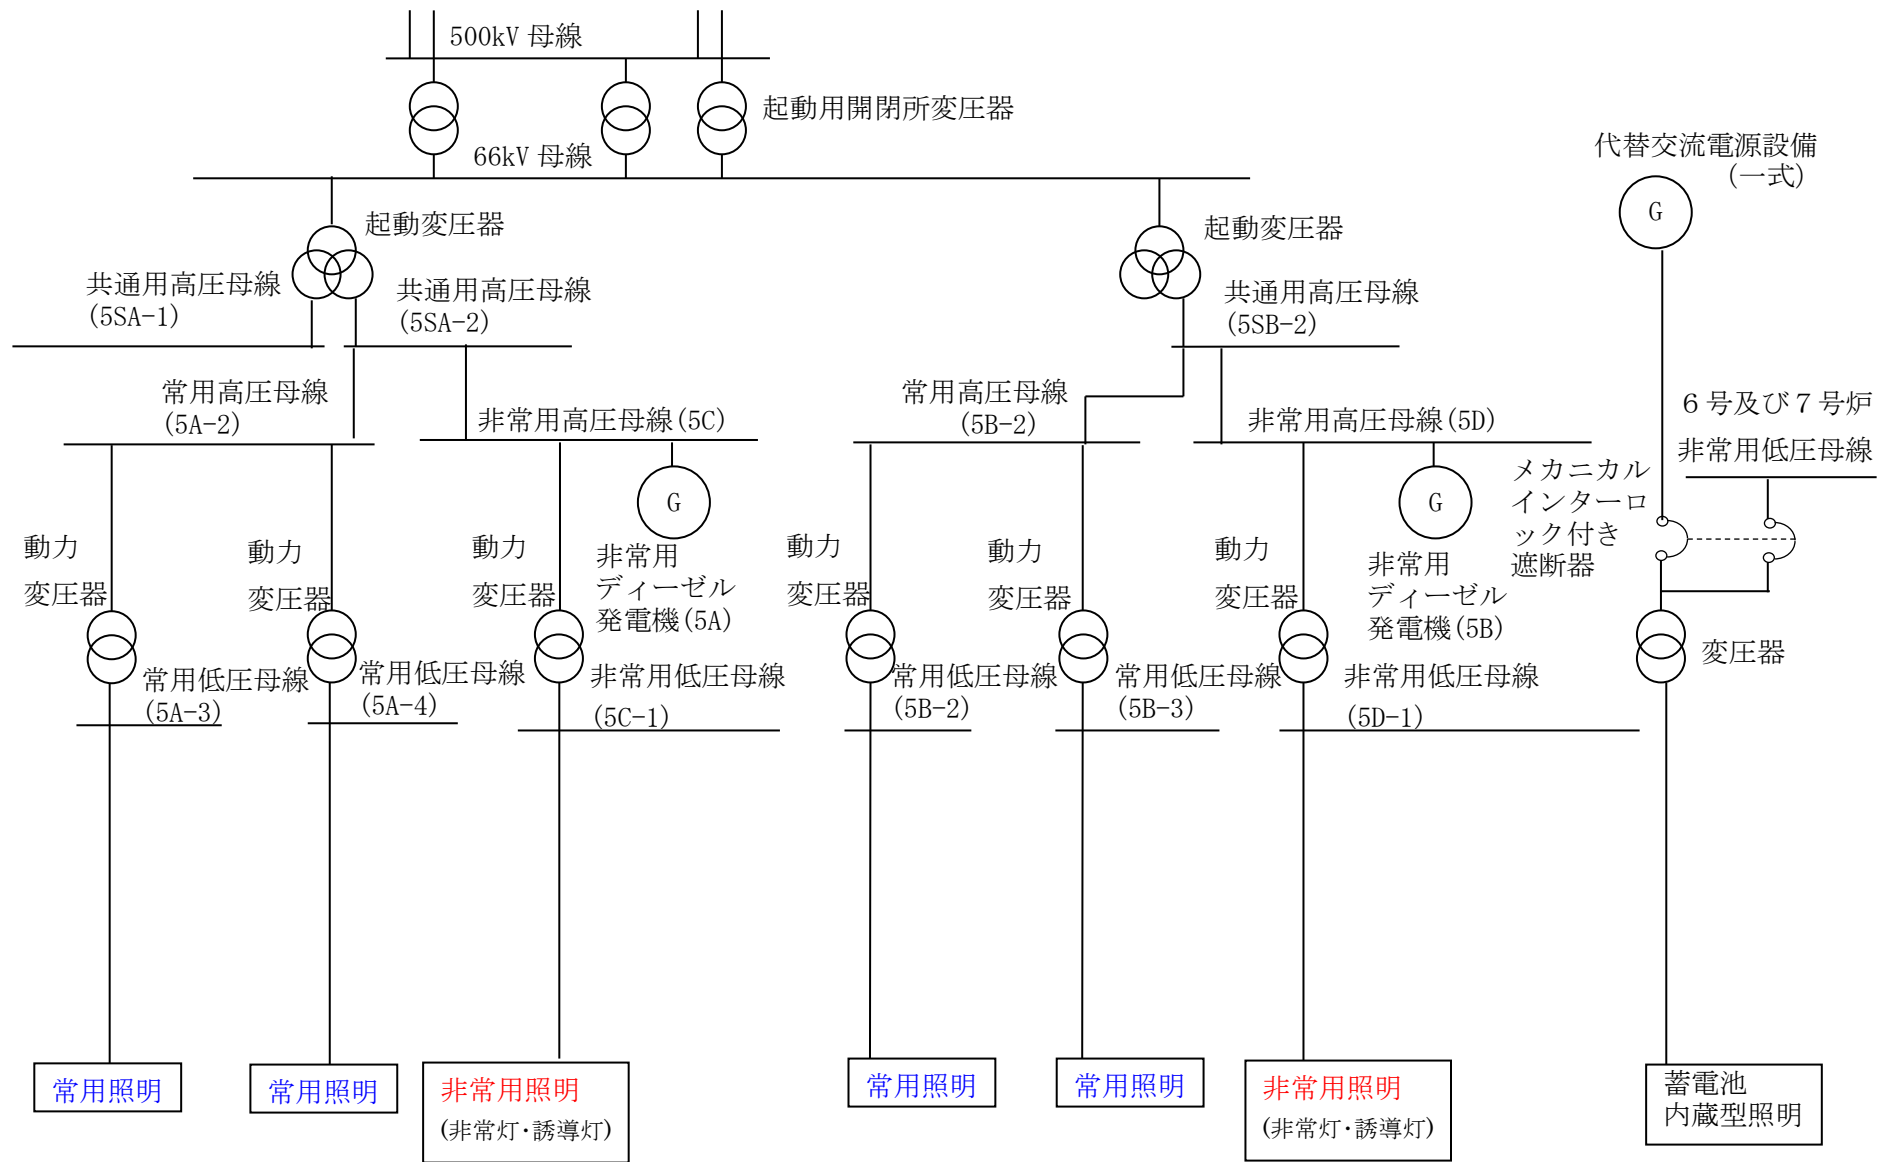 500kV 母線
起動用開閉所変圧器
66kV 母線
代替交流電源設備
(一式)
G
起動変圧器
起動変圧器
共通用高圧母線
(5SA-1)
共通用高圧母線
(5SA-2)
共通用高圧母線
(5SB-2)
常用高圧母線
(5A-2)
非常用高圧母線(5C)
常用高圧母線
(5B-2)
非常用高圧母線(5D)
6号及び7号炉
非常用低圧母線
メカニカル
インターロ
ック付き
遮断器
G
G
動力
変圧器
動力
変圧器
動力
変圧器
非常用
ディーゼル
発電機(5A)
動力
変圧器
動力
変圧器
動力
変圧器
非常用
ディーゼル
発電機(5B)
変圧器
常用低圧母線
(5A-3)
常用低圧母線
(5A-4)
非常用低圧母線
(5C-1)
常用低圧母線
(5B-2)
常用低圧母線
(5B-3)
非常用低圧母線
(5D-1)
常用照明
常用照明
非常用照明
(非常灯・誘導灯)
常用照明
常用照明
非常用照明
(非常灯・誘導灯)
蓄電池
内蔵型照明